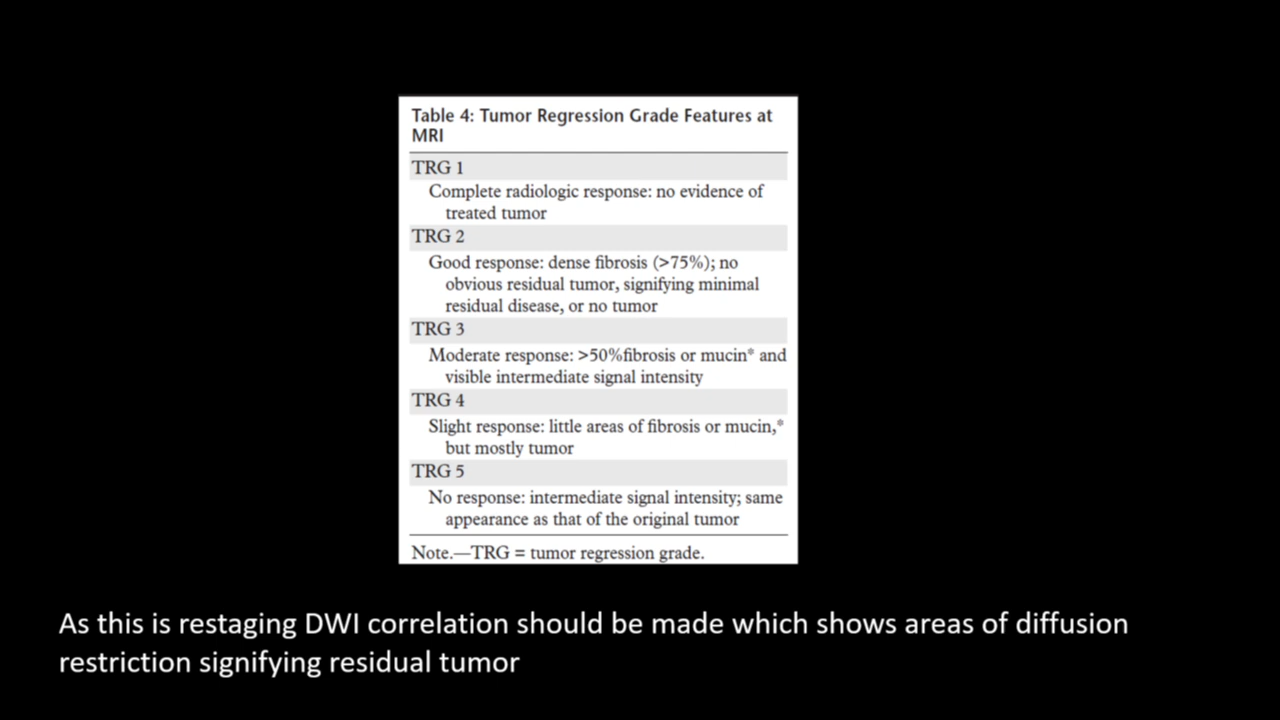 Table 4: Tumor Regression Grade Features at
MRI
TRG 1
Complete radiologic response: no evidence of
treated tumor
TRG 2
Good response: dense fibrosis (>75%); no
obvious residual tumor, signifying minimal
residual disease, or no tumor
TRG 3
Moderate response: >50%fibrosis or mucin* and
visible intermediate signal intensity
TRG 4
Slight response: little areas of fibrosis or mucin,*
but mostly tumor
TRG 5
No response: intermediate signal intensity; same
appearance as that of the original tumor
Note.—TRG = tumor regression grade.
As this is restaging DWI correlation should be made which shows areas of diffusion
restriction signifying residual tumor